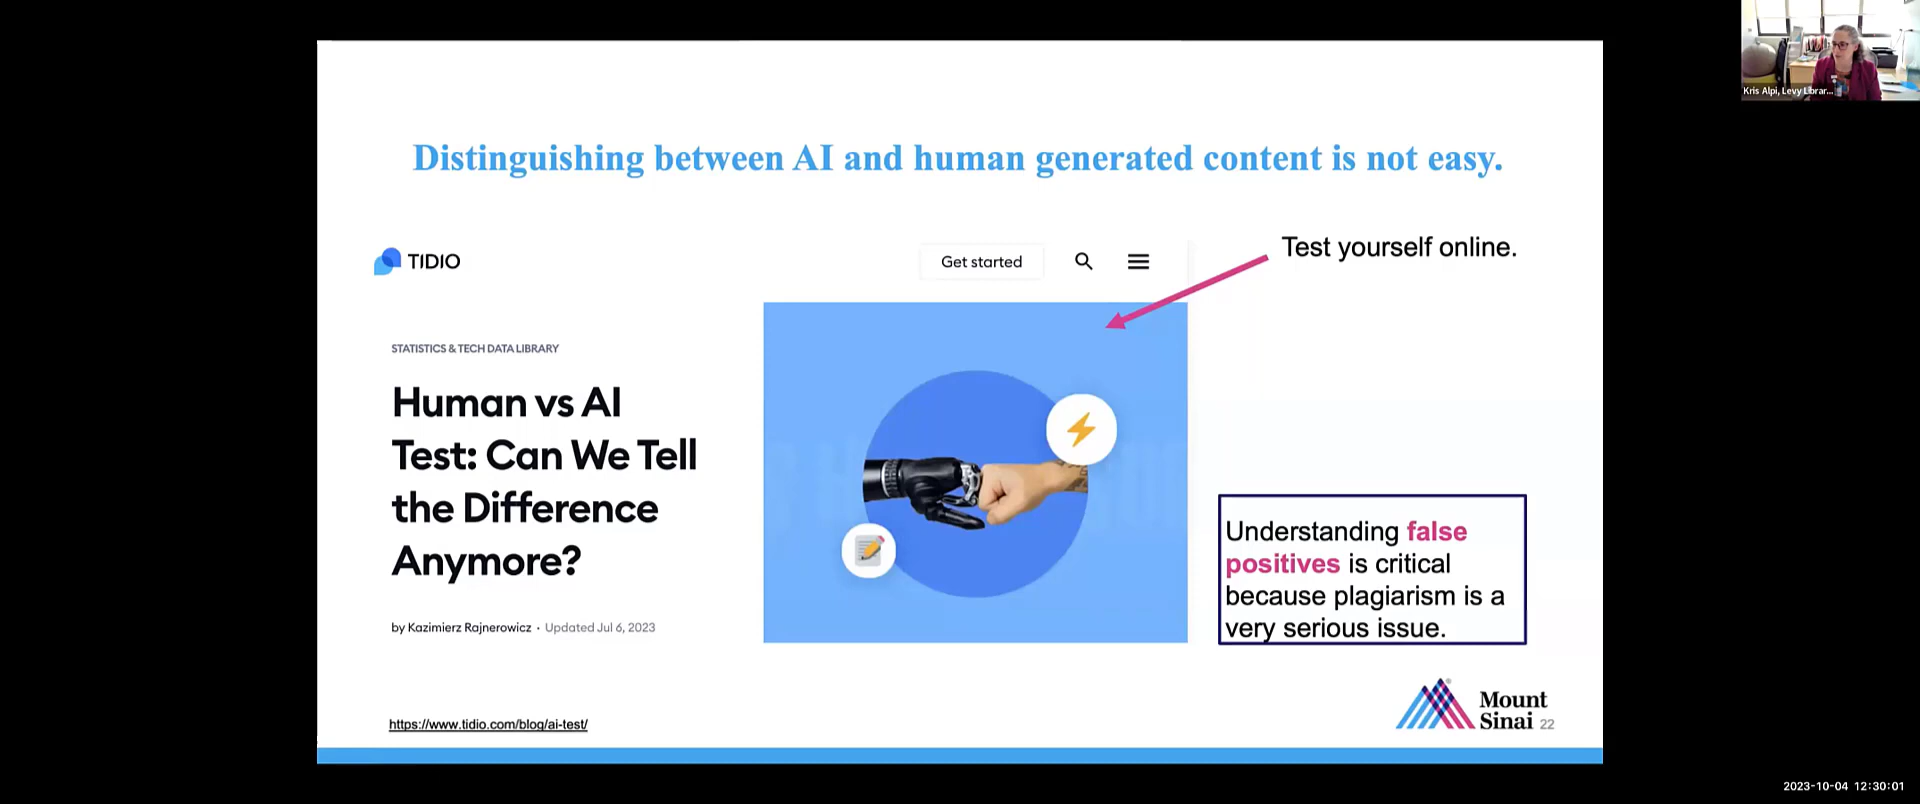 Kris Alpi, Levy Librar...
Distinguishing between AI and human generated content is not easy.
TIDIO
Get started
Test yourself online.
STATISTICS & TECH DATA LIBRARY
Human vs AI
Test: Can We Tell
the Difference
Anymore?
by Kazimierz Rajnerowicz · Updated Jul 6, 2023
Understanding false
positives is critical
because plagiarism is a
very serious issue.
https://www.tidio.com/blog/ai-test/
Mount
Sinai 22
2023-10-04 12:30:01